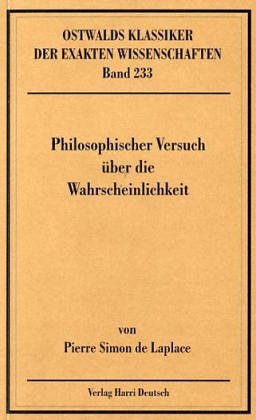 OSTWALDS KLASSIKER
DER EXAKTEN WISSENSCHAFTEN
Band 233
Philosophischer Versuch
über die
Wahrscheinlichkeit
von
Pierre Simon de Laplace
Verlag Harri Deutsch